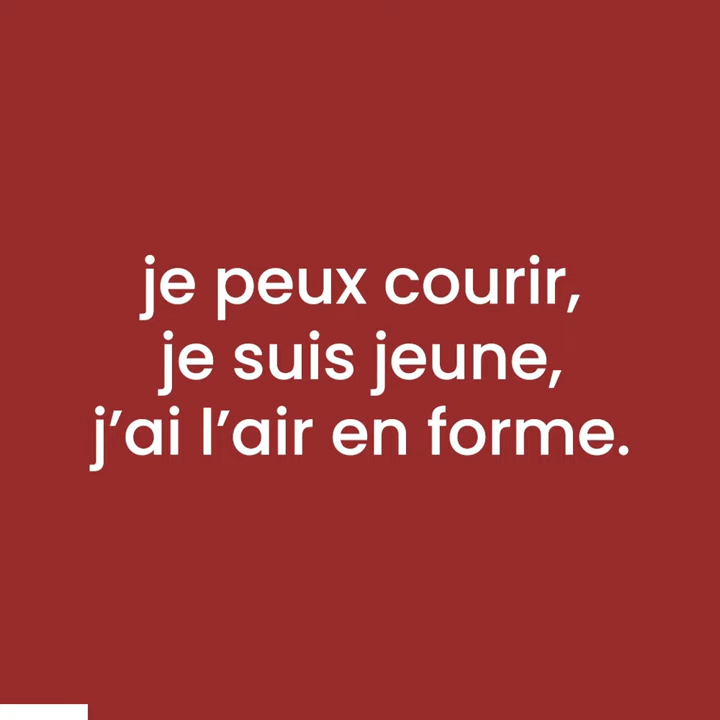 je peux courir,
je suis jeune,
j’ai l’air en forme.